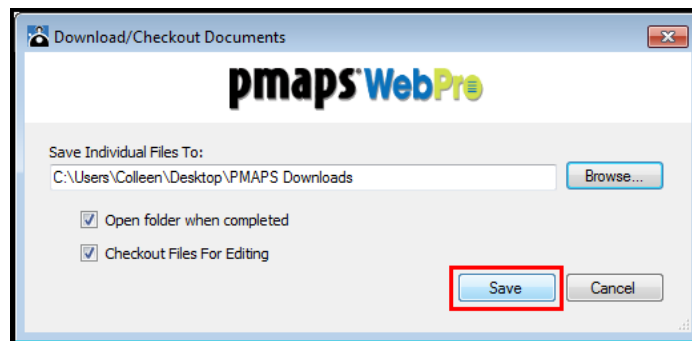 Download/Checkout Documents
pmaps WebPro
Save Individual Files To:
C:\Users\Colleen\Desktop\PMAPS Downloads
Browse...
Open folder when completed
Checkout Files For Editing
Save Cancel